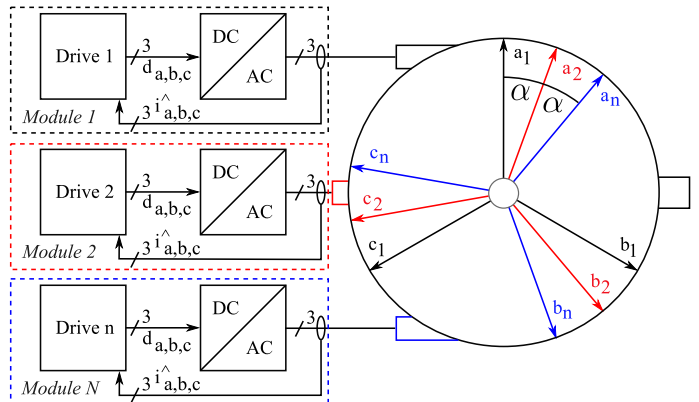 Drive 1
3
d a,b,c
DC
AC
3
3 i^ a,b,c
Module 1
Drive 2
3
d a,b,c
DC
AC
3
3 i^ a,b,c
Module 2
Drive n
3
d a,b,c
DC
AC
3
3 i^ a,b,c
Module N
a1
a2
an
α
α
cn
c2
c1
b1
b2
bn